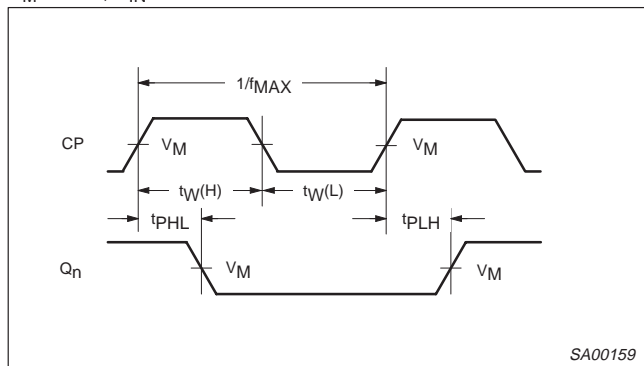 1/fMAX
CP VM VM
tW(H) tW(L)
tPHL tPLH
Qn VM VM
SA00159